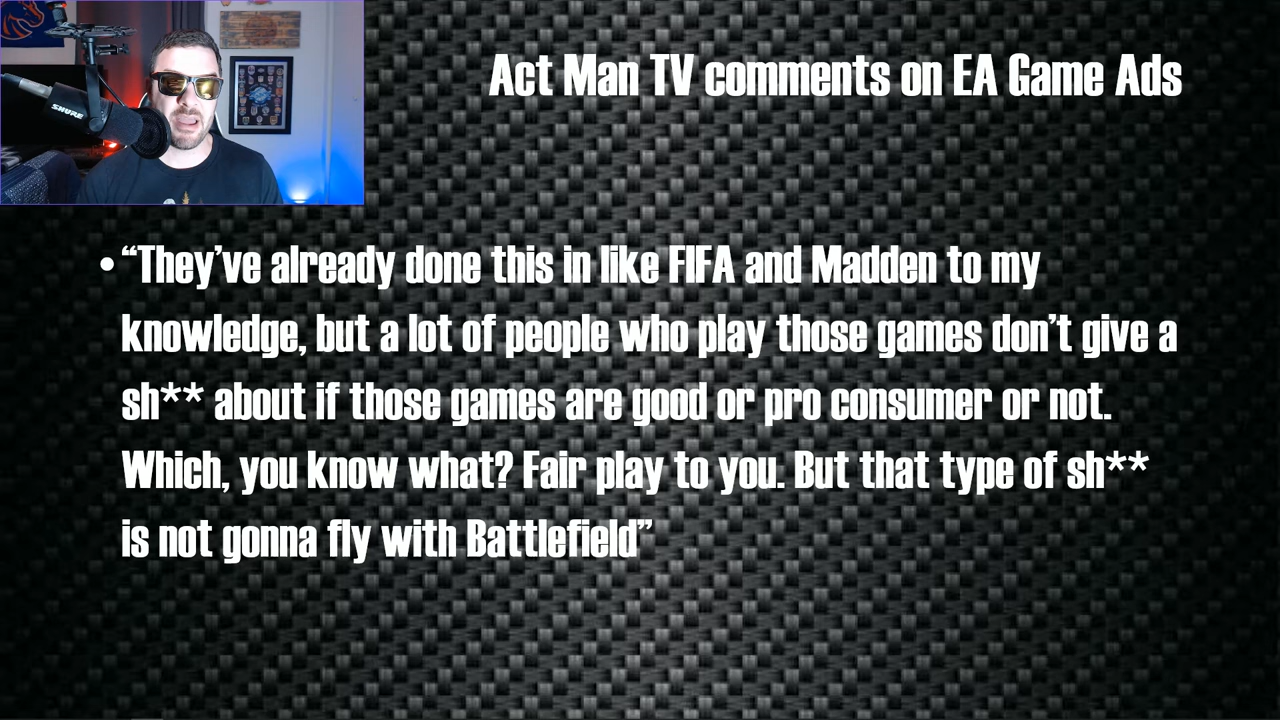 Act Man TV comments on EA Game Ads
SHURE
• “They’ve already done this in like FIFA and Madden to my
knowledge, but a lot of people who play those games don’t give a
sh** about if those games are good or pro consumer or not.
Which, you know what? Fair play to you. But that type of sh**
is not gonna fly with Battlefield”